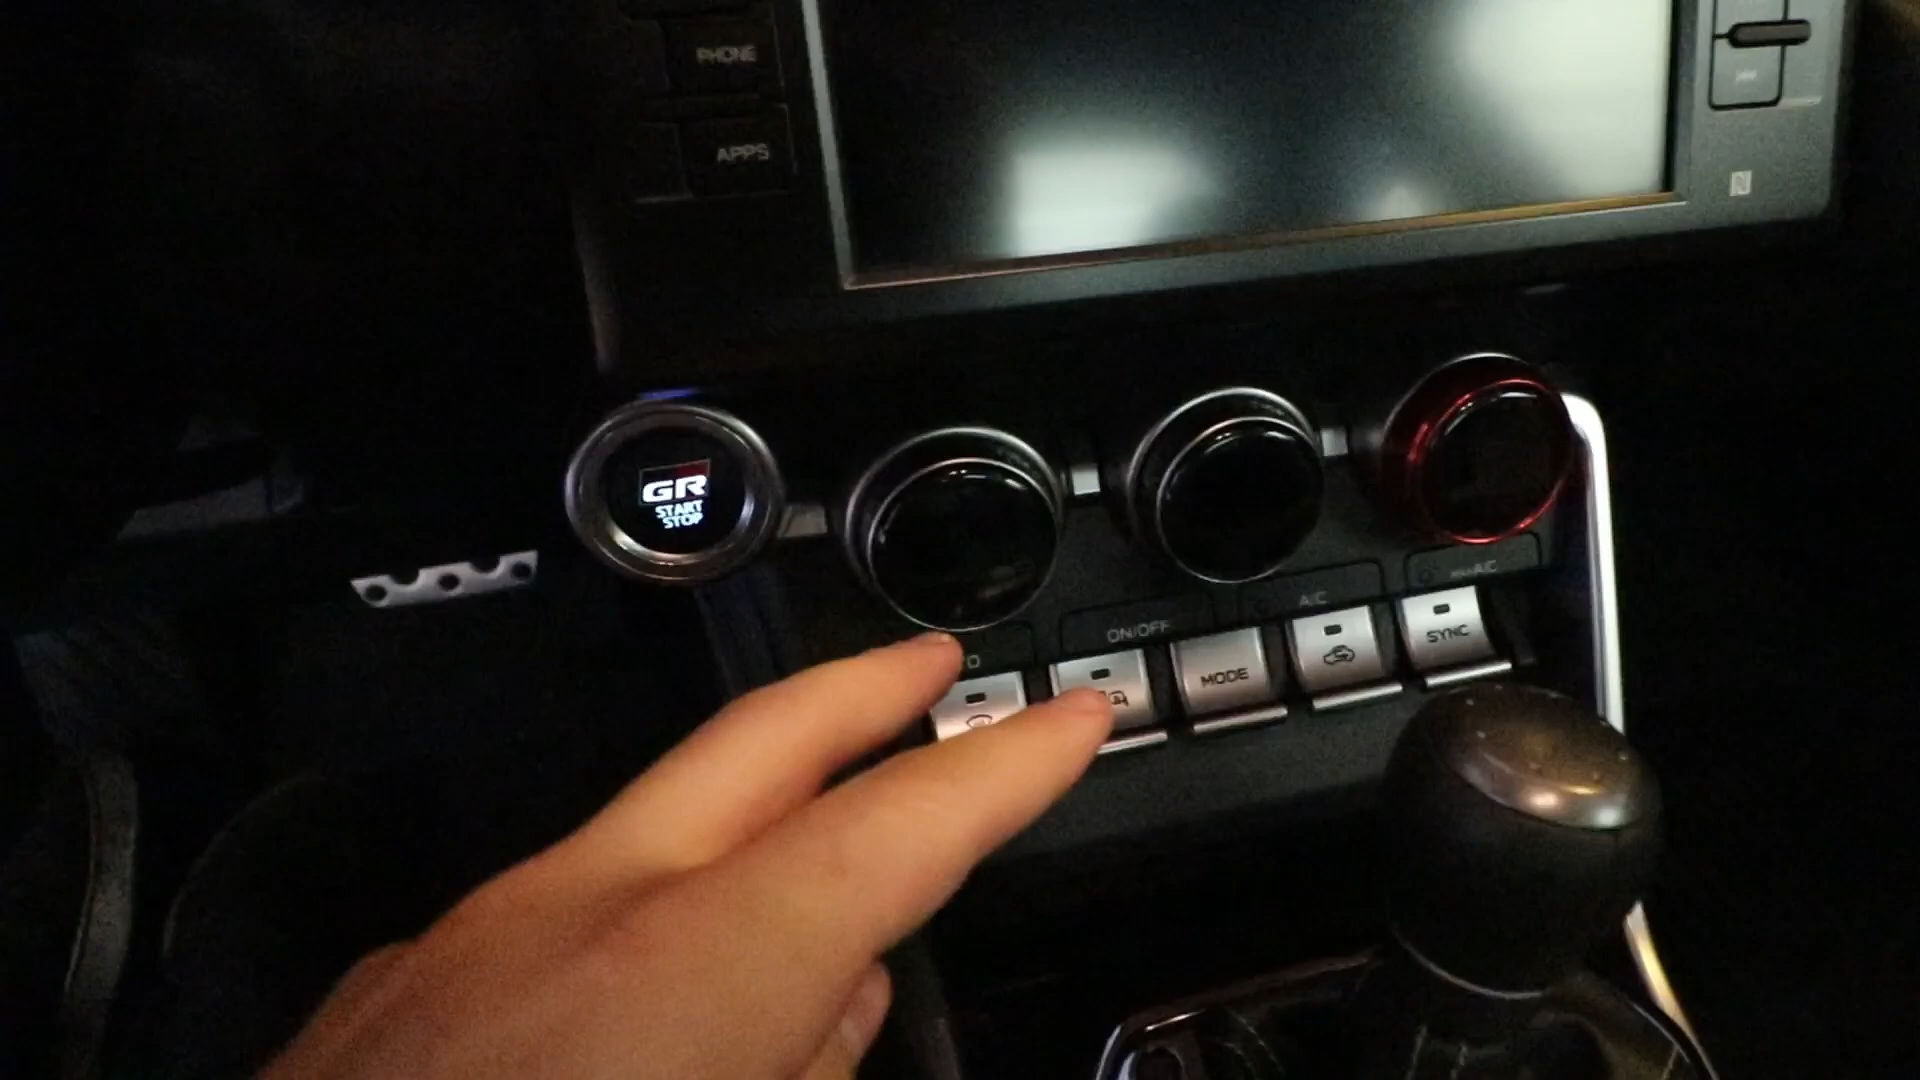 PHONE
APPS
GR
START
STOP
A/C
ON/OFF
SYNC
MODE